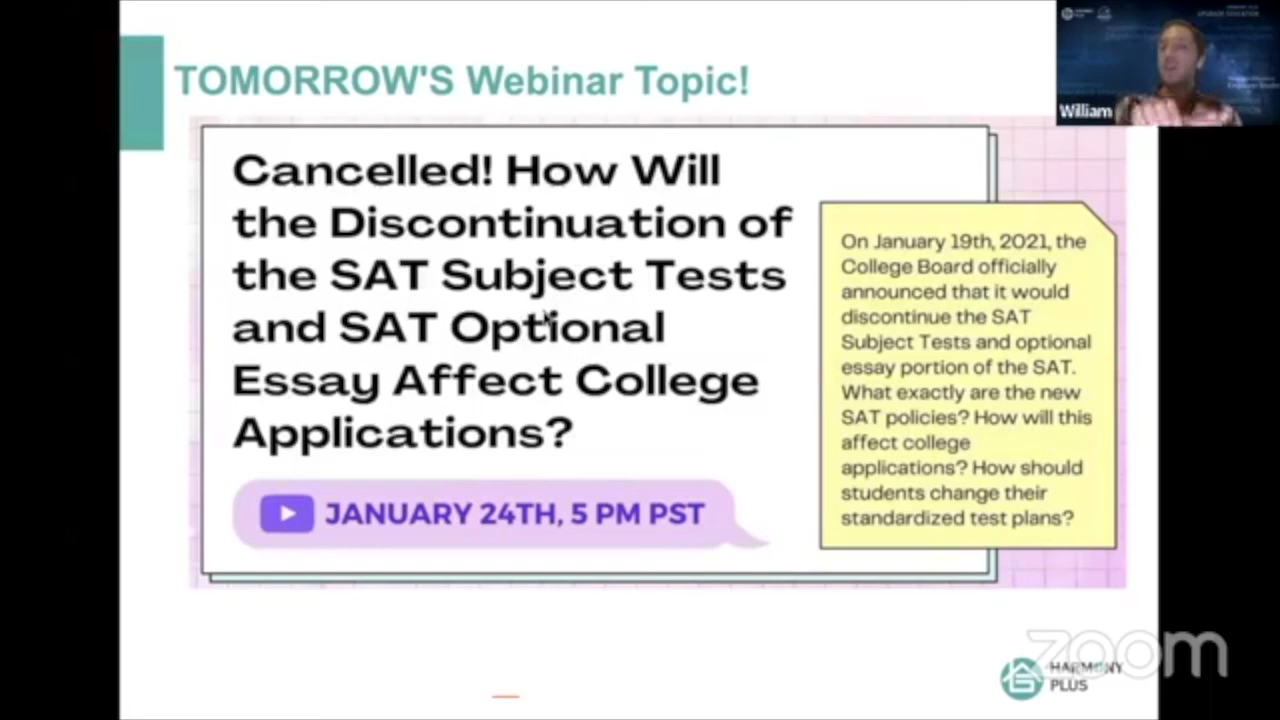 TOMORROW'S Webinar Topic!
Cancelled! How Will
the Discontinuation of
the SAT Subject Tests
and SAT Optional
Essay Affect College
Applications?
JANUARY 24TH, 5 PM PST
On January 19th, 2021, the
College Board officially
announced that it would
discontinue the SAT
Subject Tests and optional
essay portion of the SAT.
What exactly are the new
SAT policies? How will this
affect college
applications? How should
students change their
standardized test plans?
William
zoom
HARMONY
PLUS